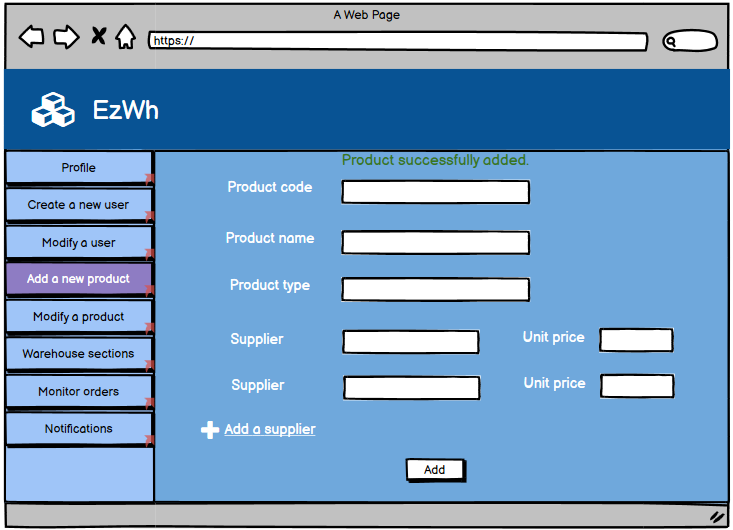 A Web Page
https://
EzWh
Profile
Create a new user
Modify a user
Add a new product
Modify a product
Warehouse sections
Monitor orders
Notifications
Product successfully added.
Product code
Product name
Product type
Supplier Unit price
Supplier Unit price
Add a supplier
Add